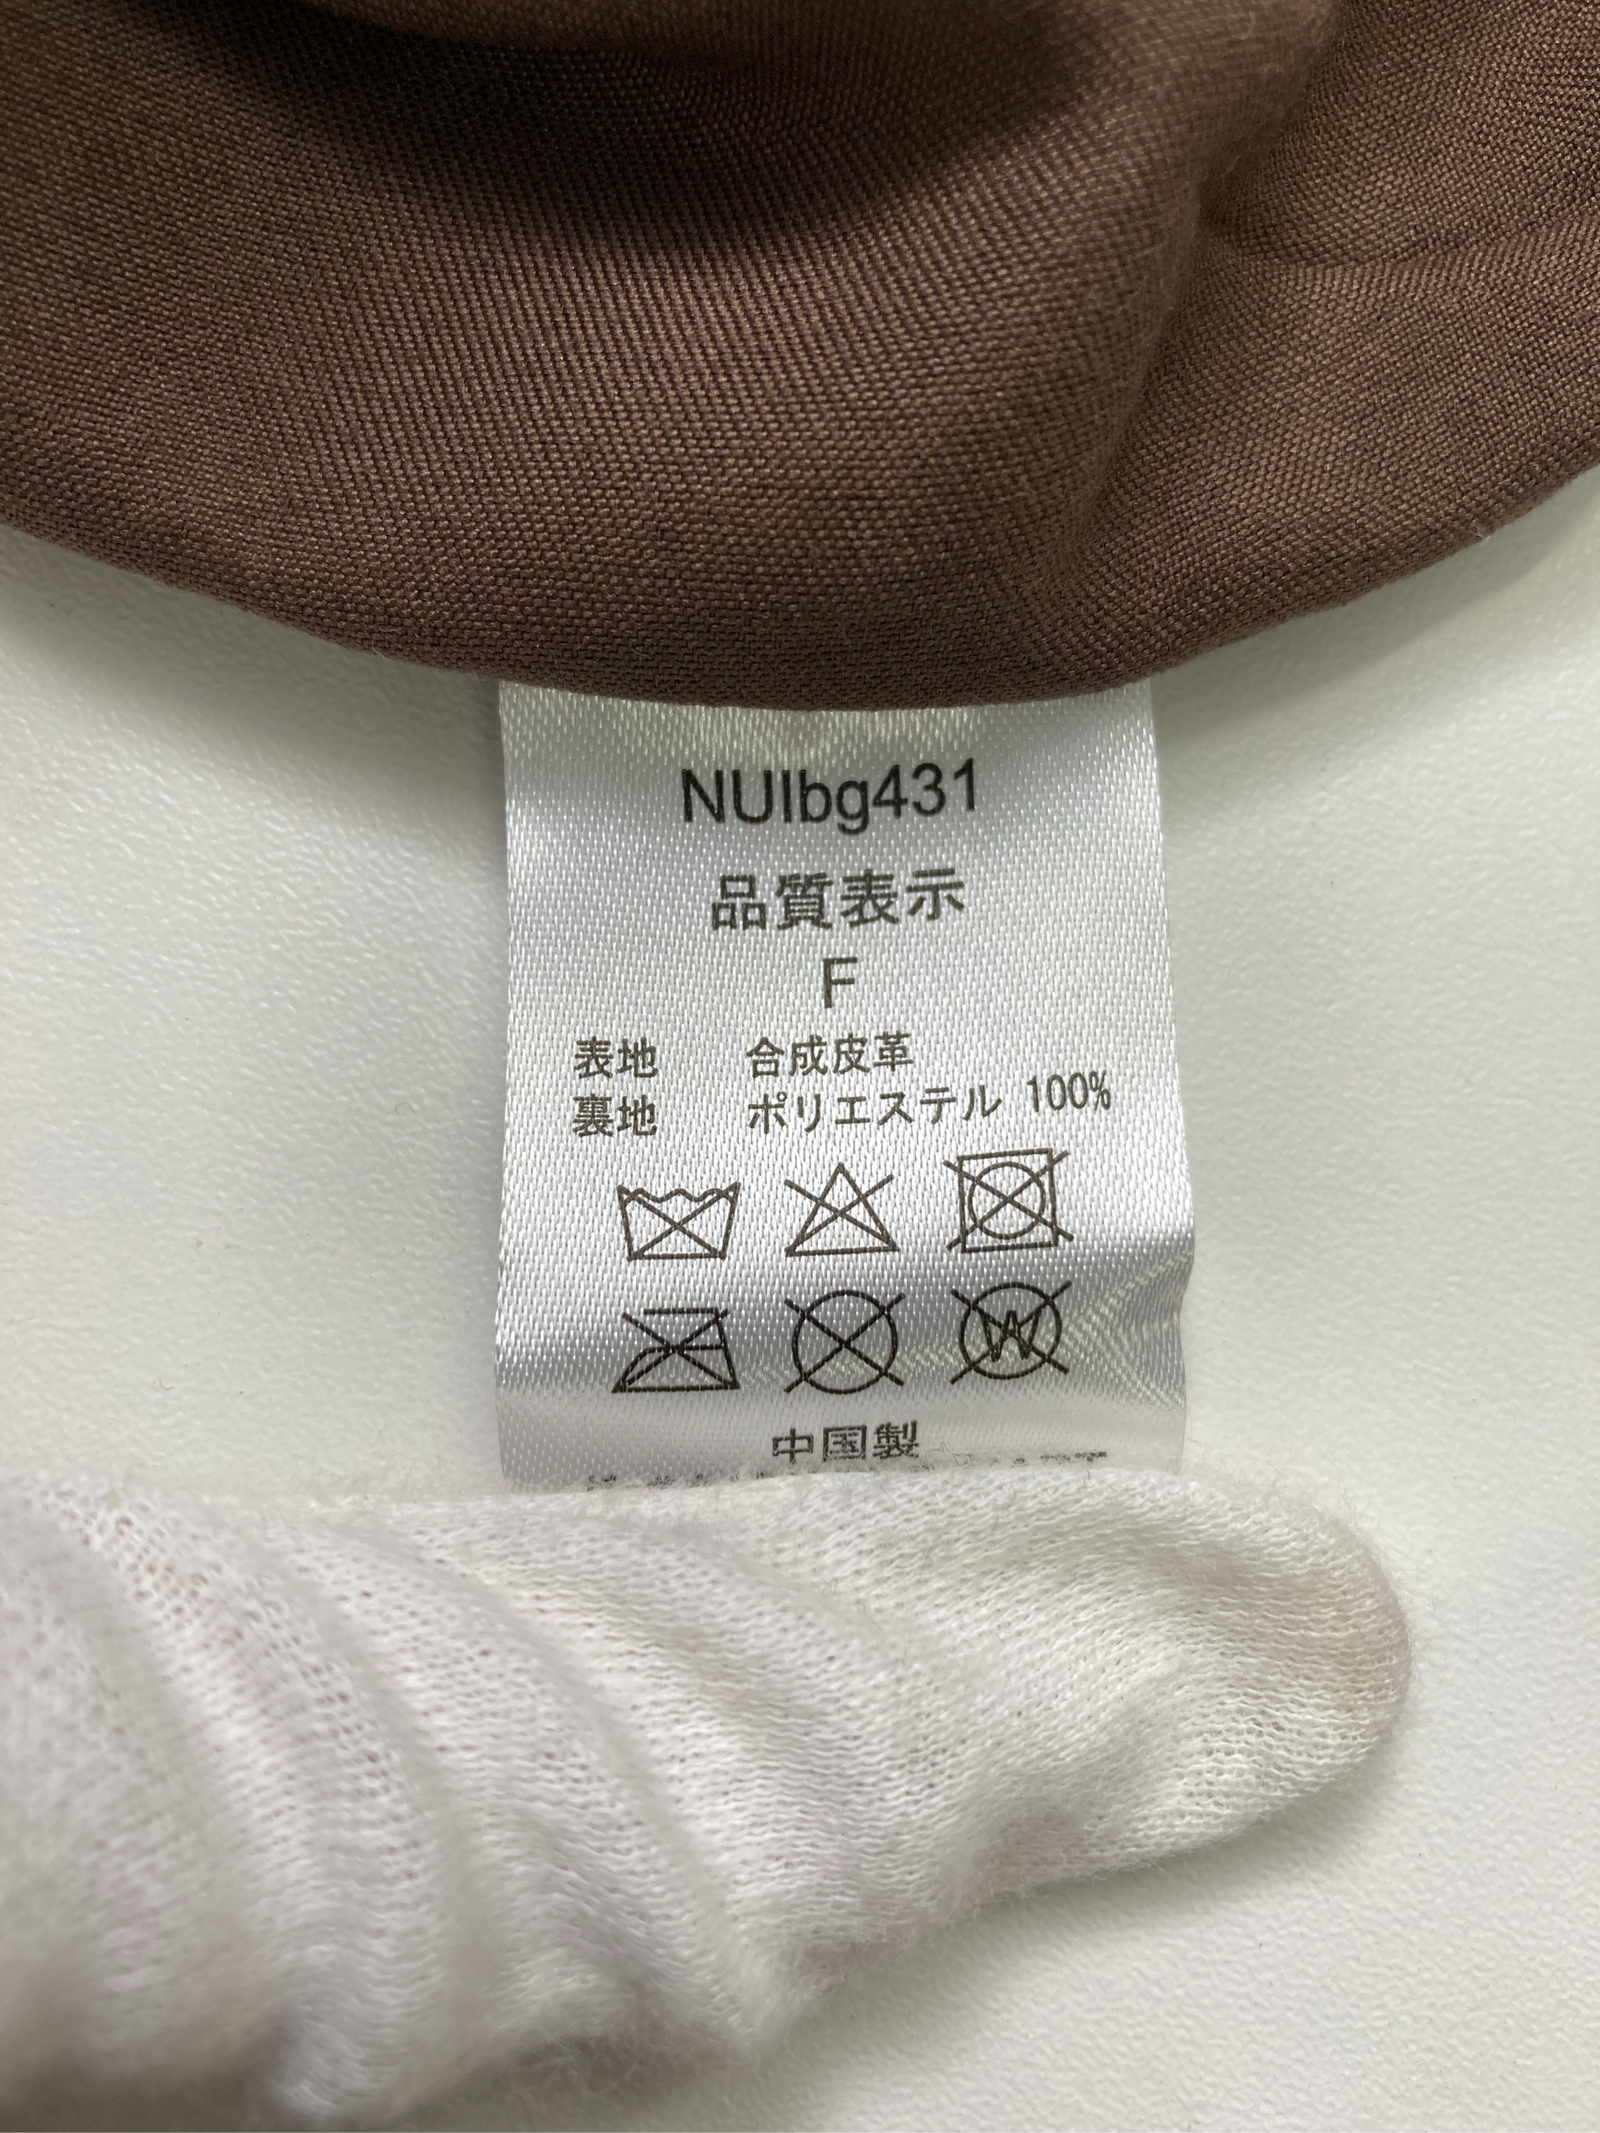 NUIbg431
品質表示
F
表地 合成皮革
裏地 ポリエステル 100%
W
中国製